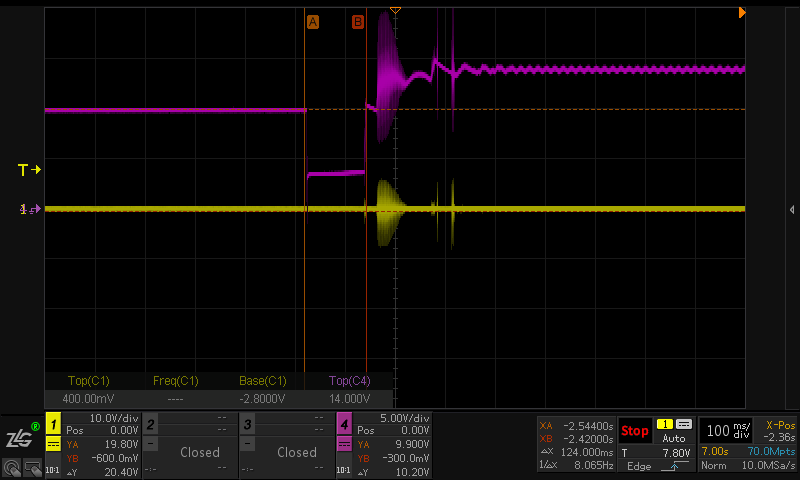 A B
T
1
Top(C1) Freq(C1) Base(C1) Top(C4)
400.00mV ---- -2.8000V 14.000V
1 10.0V/div
Pos 0.00V
YA 19.80V
YB -600.0mV
10:1 △Y 20.40V
2 --
--
-
Closed
-:- --
3 --
--
-
Closed
-:- --
4 5.00V/div
Pos 0.00V
YA 9.900V
YB -300.0mV
10:1 △Y 10.20V
ZLG
XA -2.54400s
XB -2.42000s
△X 124.000ms
1/△X 8.065Hz
Stop 1
Auto
T 7.80V
Edge
100 ms/div
X-Pos
-2.36s
7.00s 70.0Mpts
Norm 10.0MSa/s